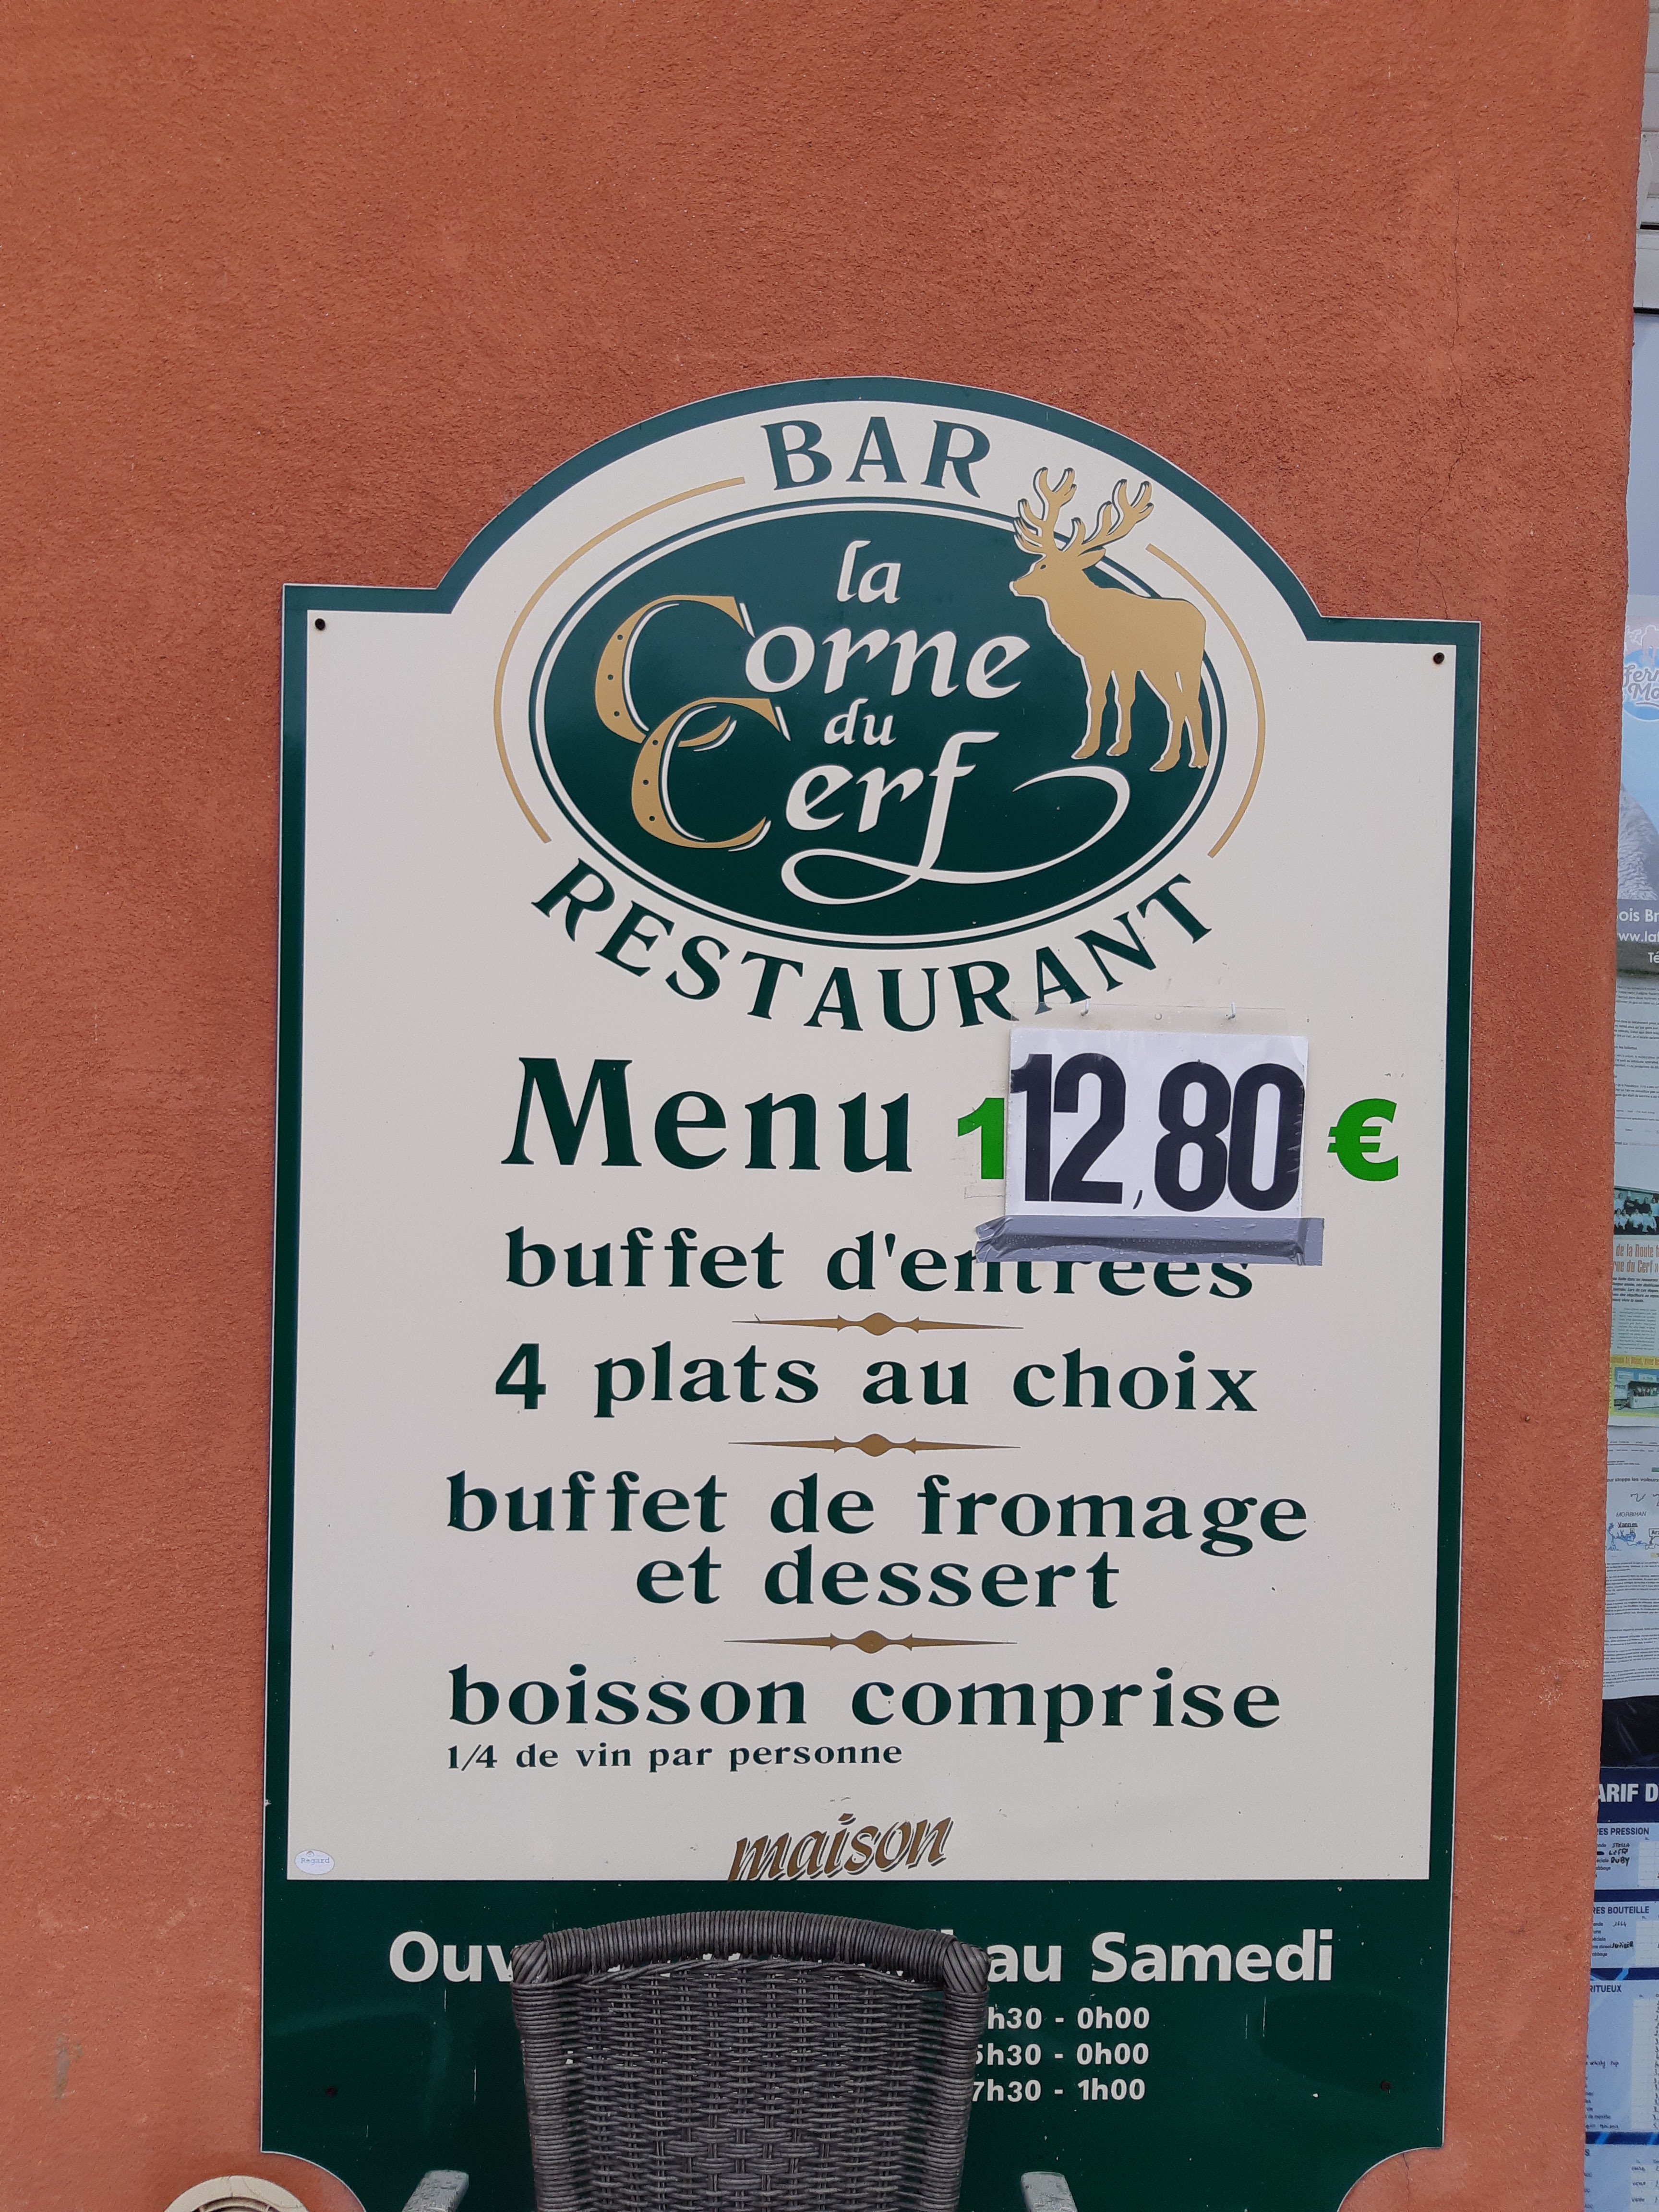 BAR
la
Corne
du
Cerf
RESTAURANT
Menu 12,80 €
buffet d'entrées
4 plats au choix
buffet de fromage
et dessert
boisson comprise
1/4 de vin par personne
maison
au Samedi
h30 - 0h00
h30 - 0h00
7h30 - 1h00